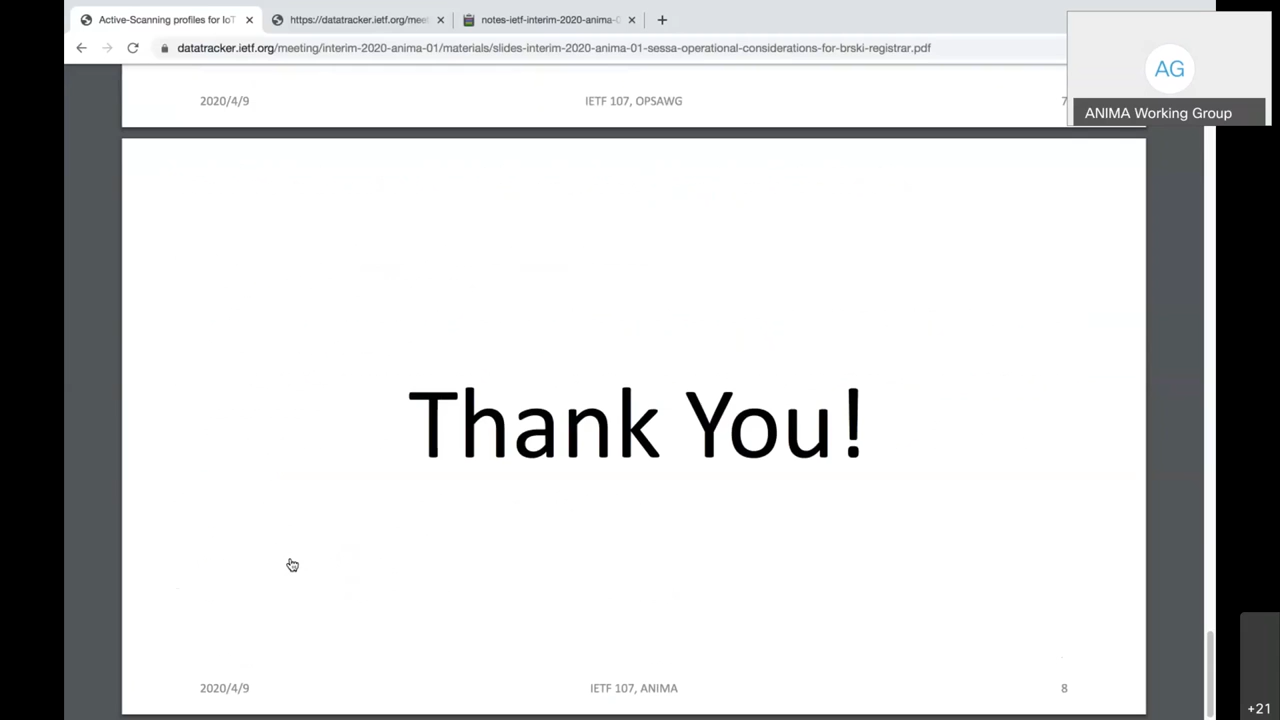 Active-Scanning profiles for IoT
https://datatracker.ietf.org/mee
notes-ietf-interim-2020-anima-0
datatracker.ietf.org/meeting/interim-2020-anima-01/materials/slides-interim-2020-anima-01-sessa-operational-considerations-for-brski-registrar.pdf
AG
ANIMA Working Group
2020/4/9
IETF 107, OPSAWG
7
Thank You!
2020/4/9
IETF 107, ANIMA
8
+21